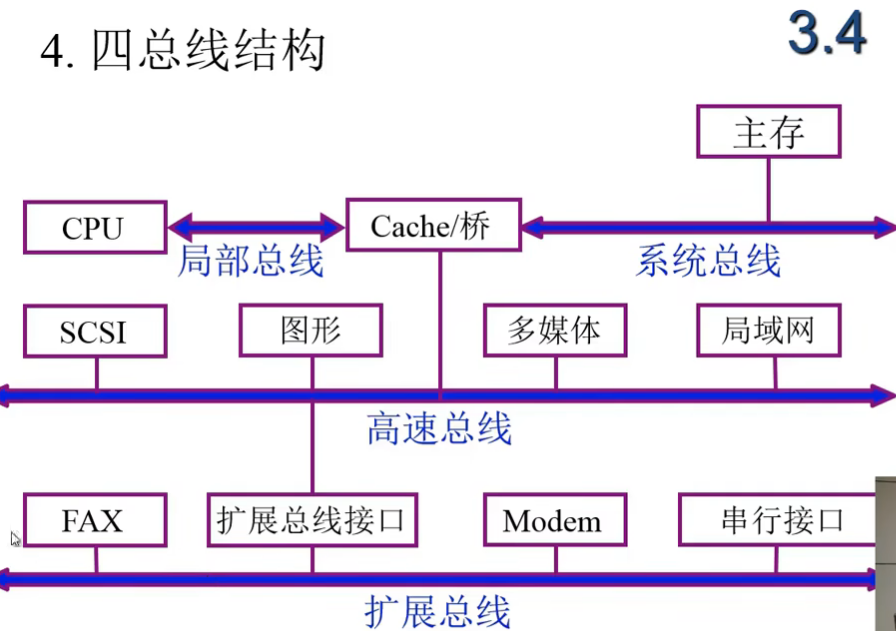 4. 四总线结构
3.4
主存
CPU
Cache/桥
局部总线
系统总线
SCSI
图形
多媒体
局域网
高速总线
FAX
扩展总线接口
Modem
串行接口
扩展总线